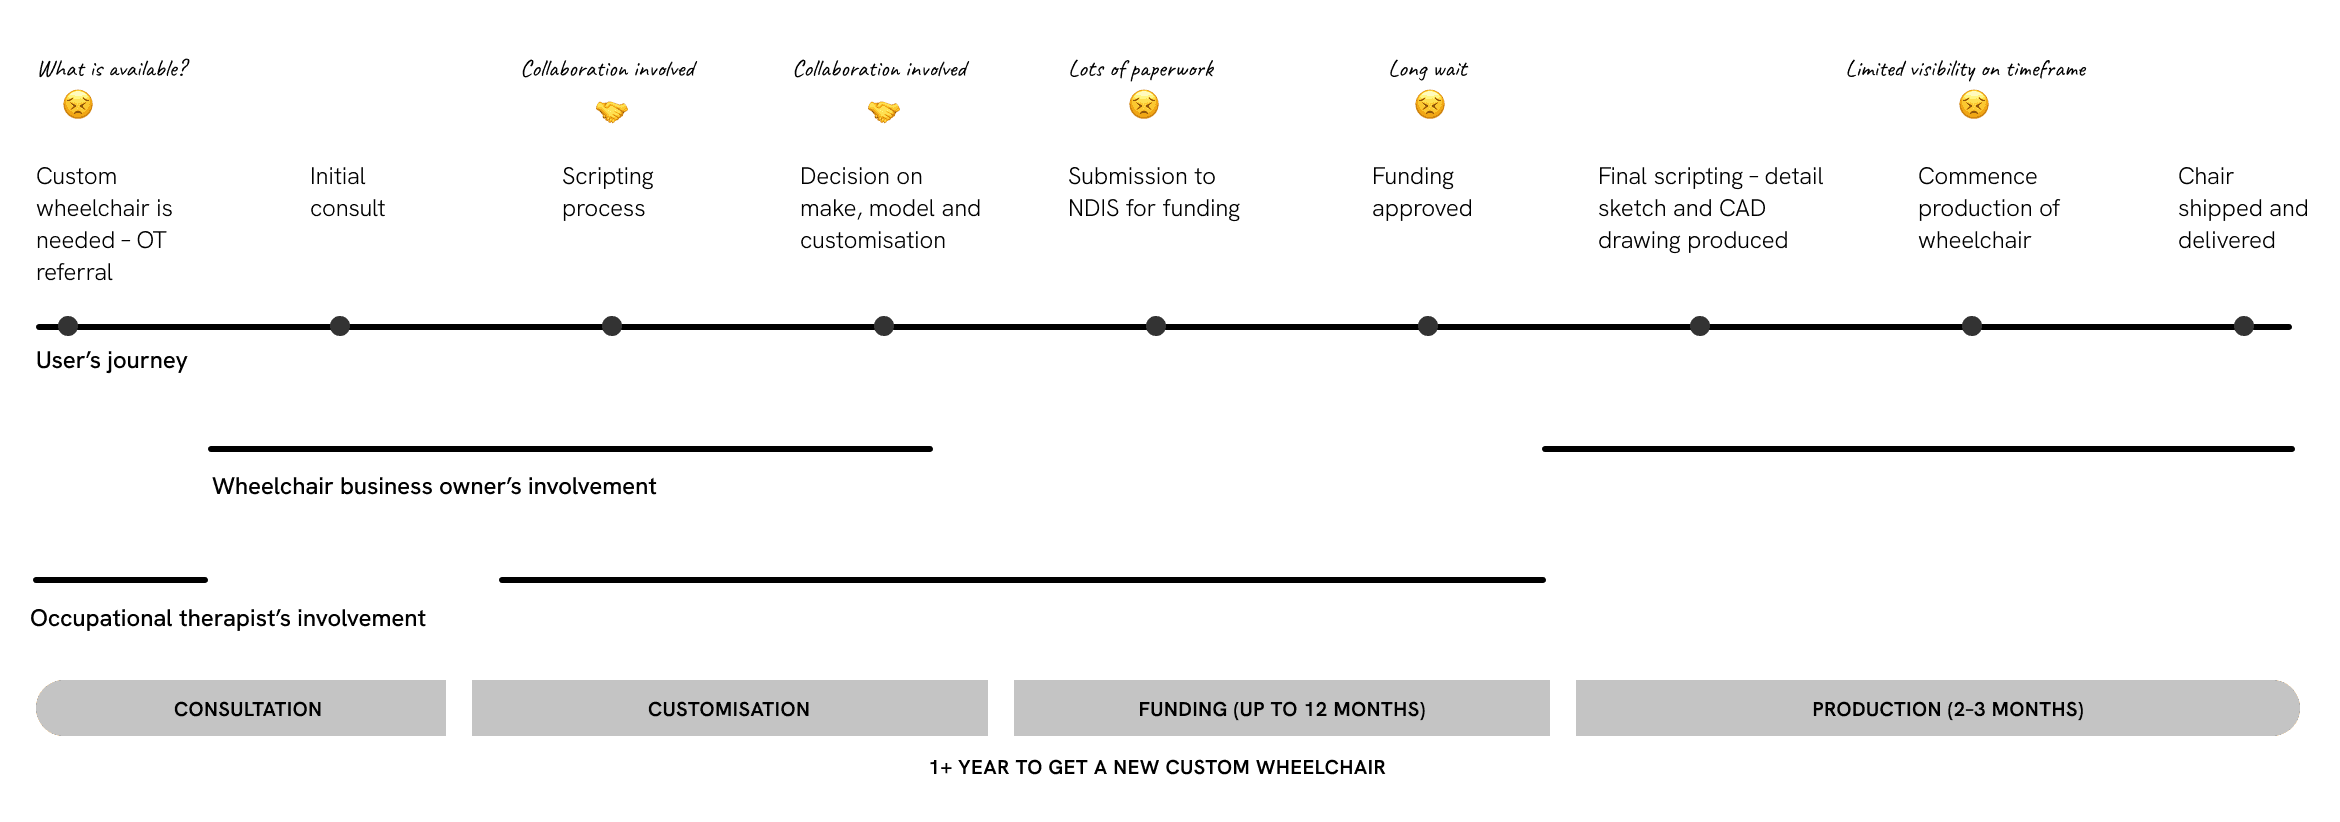 What is available?
Collaboration involved
Collaboration involved
Lots of paperwork
Long wait
Limited visibility on timeframe
Custom
wheelchair is
needed – OT
referral
Initial
consult
Scripting
process
Decision on
make, model and
customisation
Submission to
NDIS for funding
Funding
approved
Final scripting – detail
sketch and CAD
drawing produced
Commence
production of
wheelchair
Chair
shipped and
delivered
User’s journey
Wheelchair business owner’s involvement
Occupational therapist’s involvement
CONSULTATION
CUSTOMISATION
FUNDING (UP TO 12 MONTHS)
PRODUCTION (2–3 MONTHS)
1+ YEAR TO GET A NEW CUSTOM WHEELCHAIR